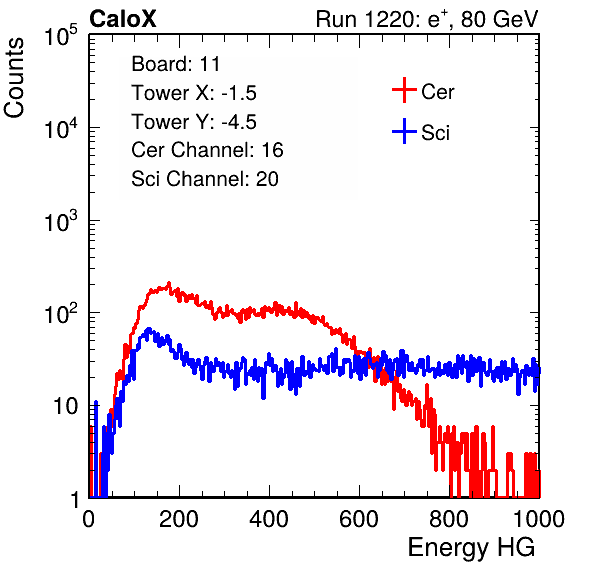 CaloX Run 1220: e⁺, 80 GeV
Counts
Board: 11
Tower X: -1.5
Tower Y: -4.5
Cer Channel: 16
Sci Channel: 20
Cer
Sci
10⁵
10⁴
10³
10²
10
1
0 200 400 600 800 1000
Energy HG